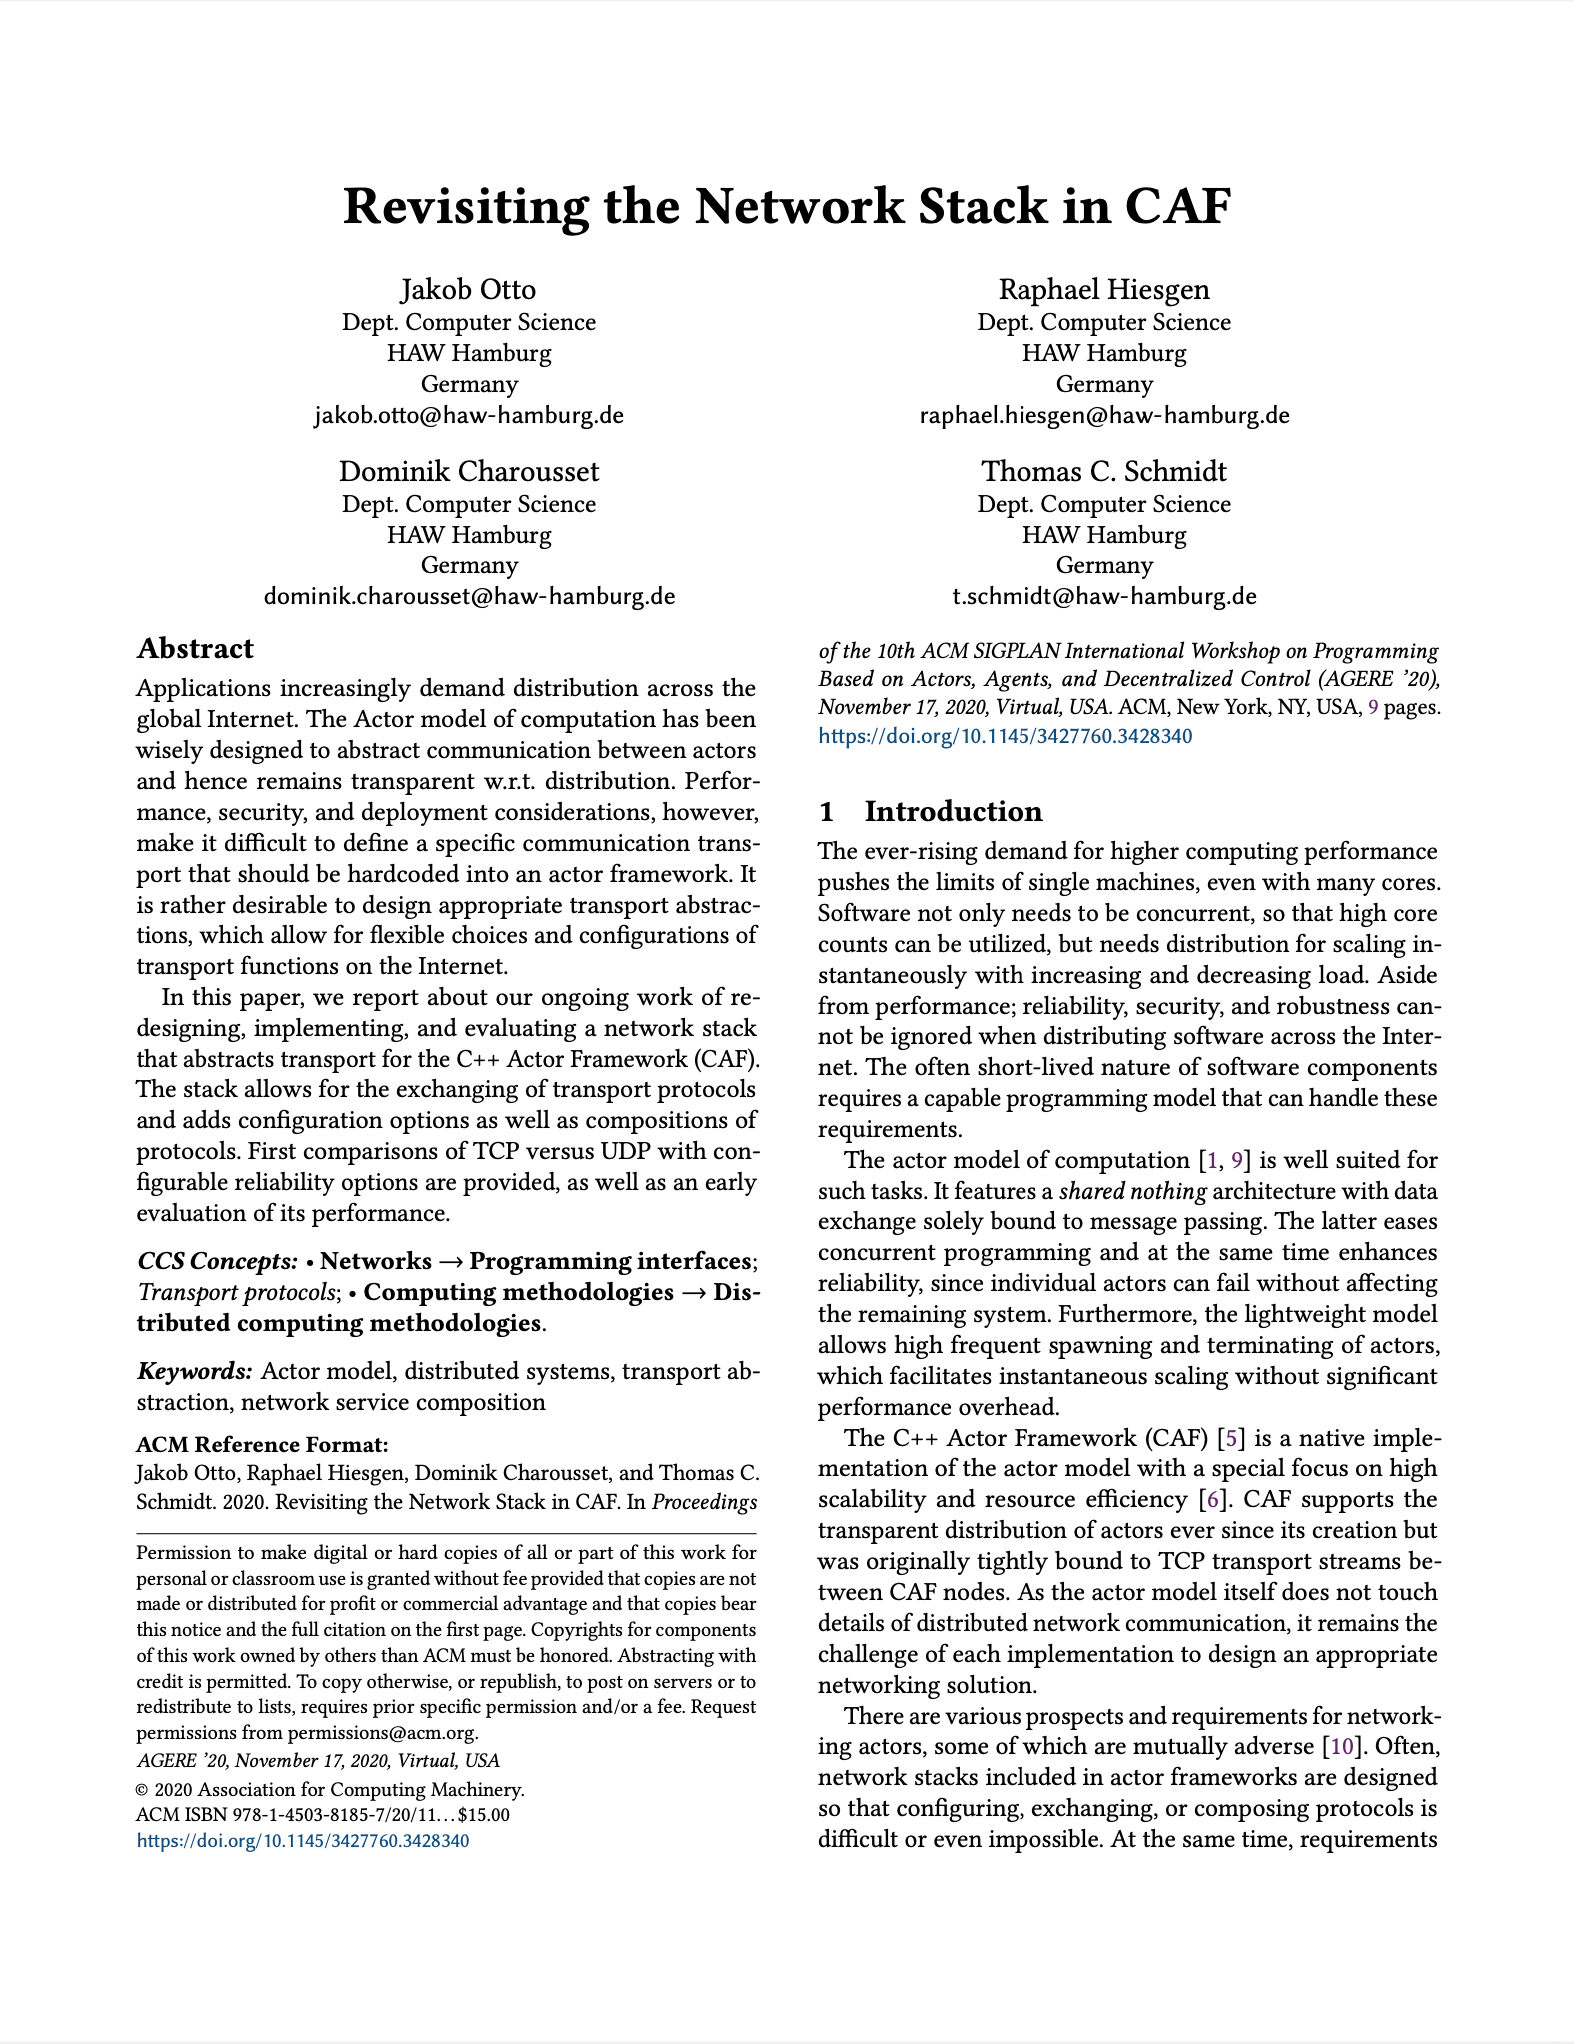 Revisiting the Network Stack in CAF
Jakob Otto
Dept. Computer Science
HAW Hamburg
Germany
jakob.otto@haw-hamburg.de
Raphael Hiesgen
Dept. Computer Science
HAW Hamburg
Germany
raphael.hiesgen@haw-hamburg.de
Dominik Charousset
Dept. Computer Science
HAW Hamburg
Germany
dominik.charousset@haw-hamburg.de
Thomas C. Schmidt
Dept. Computer Science
HAW Hamburg
Germany
t.schmidt@haw-hamburg.de
Abstract
Applications increasingly demand distribution across the
global Internet. The Actor model of computation has been
wisely designed to abstract communication between actors
and hence remains transparent w.r.t. distribution. Perfor-
mance, security, and deployment considerations, however,
make it difficult to define a specific communication trans-
port that should be hardcoded into an actor framework. It
is rather desirable to design appropriate transport abstrac-
tions, which allow for flexible choices and configurations of
transport functions on the Internet.
In this paper, we report about our ongoing work of re-
designing, implementing, and evaluating a network stack
that abstracts transport for the C++ Actor Framework (CAF).
The stack allows for the exchanging of transport protocols
and adds configuration options as well as compositions of
protocols. First comparisons of TCP versus UDP with con-
figurable reliability options are provided, as well as an early
evaluation of its performance.
CCS Concepts: • Networks → Programming interfaces;
Transport protocols; • Computing methodologies → Dis-
tributed computing methodologies.
Keywords: Actor model, distributed systems, transport ab-
straction, network service composition
ACM Reference Format:
Jakob Otto, Raphael Hiesgen, Dominik Charousset, and Thomas C.
Schmidt. 2020. Revisiting the Network Stack in CAF. In Proceedings
Permission to make digital or hard copies of all or part of this work for
personal or classroom use is granted without fee provided that copies are not
made or distributed for profit or commercial advantage and that copies bear
this notice and the full citation on the first page. Copyrights for components
of this work owned by others than ACM must be honored. Abstracting with
credit is permitted. To copy otherwise, or republish, to post on servers or to
redistribute to lists, requires prior specific permission and/or a fee. Request
permissions from permissions@acm.org.
AGERE ’20, November 17, 2020, Virtual, USA
© 2020 Association for Computing Machinery.
ACM ISBN 978-1-4503-8185-7/20/11...$15.00
https://doi.org/10.1145/3427760.3428340
of the 10th ACM SIGPLAN International Workshop on Programming
Based on Actors, Agents, and Decentralized Control (AGERE ’20),
November 17, 2020, Virtual, USA. ACM, New York, NY, USA, 9 pages.
https://doi.org/10.1145/3427760.3428340
1 Introduction
The ever-rising demand for higher computing performance
pushes the limits of single machines, even with many cores.
Software not only needs to be concurrent, so that high core
counts can be utilized, but needs distribution for scaling in-
stantaneously with increasing and decreasing load. Aside
from performance; reliability, security, and robustness can-
not be ignored when distributing software across the Inter-
net. The often short-lived nature of software components
requires a capable programming model that can handle these
requirements.
The actor model of computation [1, 9] is well suited for
such tasks. It features a shared nothing architecture with data
exchange solely bound to message passing. The latter eases
concurrent programming and at the same time enhances
reliability, since individual actors can fail without affecting
the remaining system. Furthermore, the lightweight model
allows high frequent spawning and terminating of actors,
which facilitates instantaneous scaling without significant
performance overhead.
The C++ Actor Framework (CAF) [5] is a native imple-
mentation of the actor model with a special focus on high
scalability and resource efficiency [6]. CAF supports the
transparent distribution of actors ever since its creation but
was originally tightly bound to TCP transport streams be-
tween CAF nodes. As the actor model itself does not touch
details of distributed network communication, it remains the
challenge of each implementation to design an appropriate
networking solution.
There are various prospects and requirements for network-
ing actors, some of which are mutually adverse [10]. Often,
network stacks included in actor frameworks are designed
so that configuring, exchanging, or composing protocols is
difficult or even impossible. At the same time, requirements